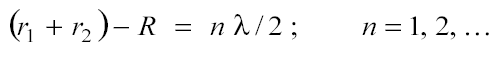 (r₁ + r₂) − R = n λ / 2 ; n = 1, 2, …